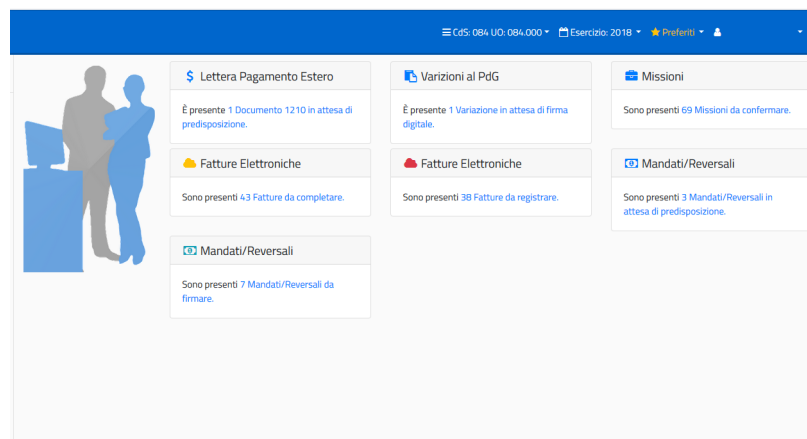 CdS: 084 UO: 084.000
Esercizio: 2018
Preferiti
Lettera Pagamento Estero
È presente 1 Documento 1210 in attesa di
predisposizione.
Varizioni al PdG
È presente 1 Variazione in attesa di firma
digitale.
Missioni
Sono presenti 69 Missioni da confermare.
Fatture Elettroniche
Sono presenti 43 Fatture da completare.
Fatture Elettroniche
Sono presenti 38 Fatture da registrare.
Mandati/Reversali
Sono presenti 3 Mandati/Reversali in
attesa di predisposizione.
Mandati/Reversali
Sono presenti 7 Mandati/Reversali da
firmare.